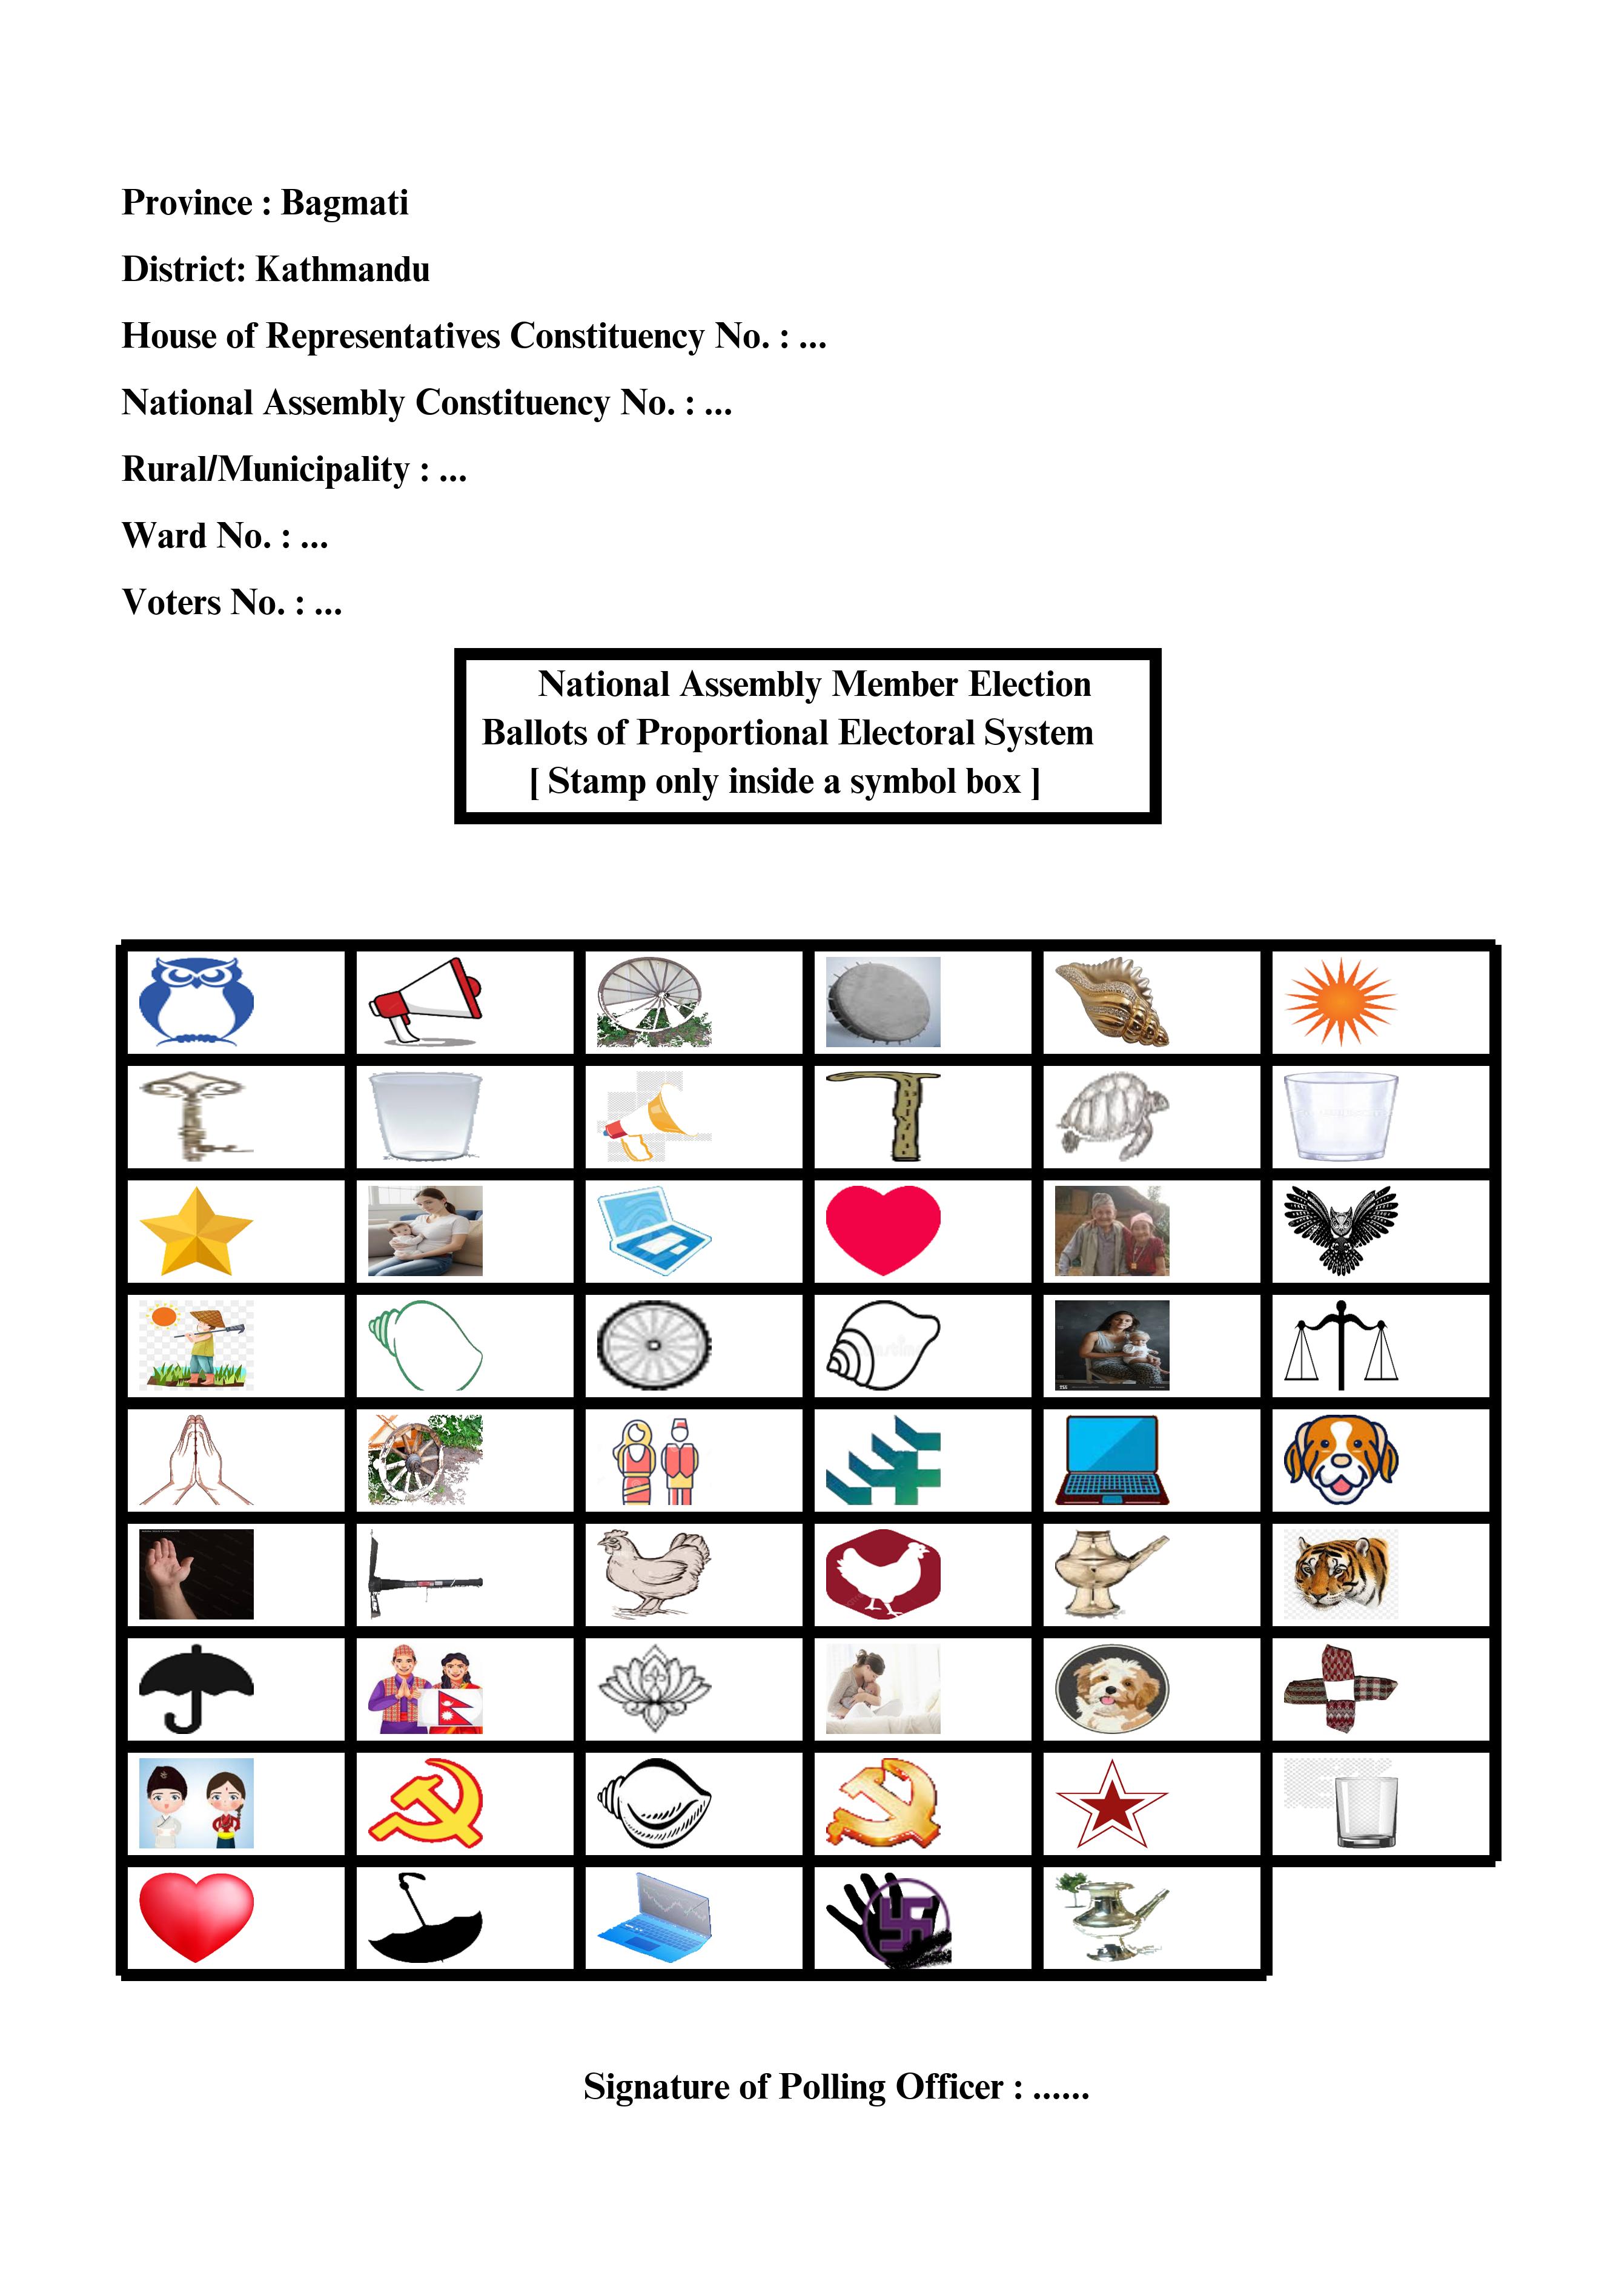 Province : Bagmati
District: Kathmandu
House of Representatives Constituency No. : ...
National Assembly Constituency No. : ...
Rural/Municipality : ...
Ward No. : ...
Voters No. : ...
National Assembly Member Election
Ballots of Proportional Electoral System
[ Stamp only inside a symbol box ]
Signature of Polling Officer : ......